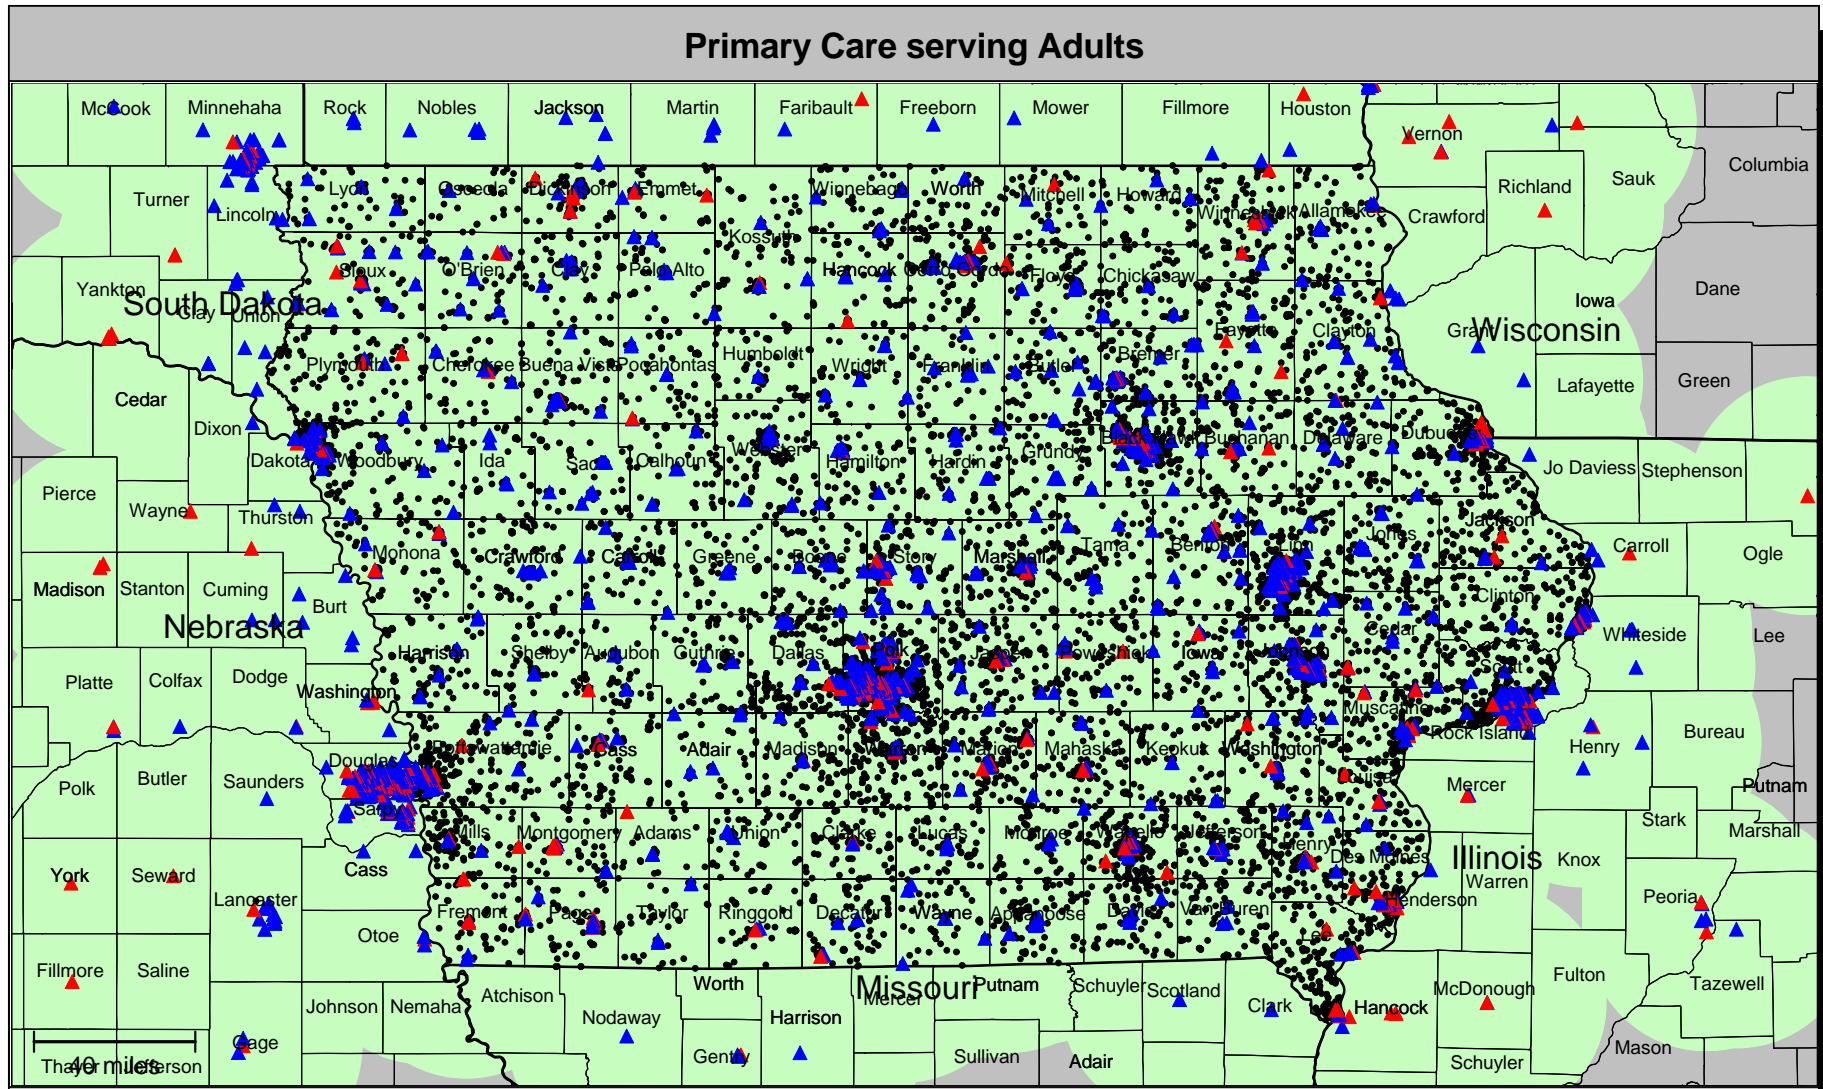 Primary Care serving Adults
McCook
Minnehaha
Rock
Nobles
Jackson
Martin
Faribault
Freeborn
Mower
Fillmore
Houston
Vernon
Columbia
Turner
Lincoln
Lyon
Osceola
Dickinson
Emmet
Winnebago
Worth
Mitchell
Howard
Winneshiek
Allamakee
Crawford
Richland
Sauk
Kossuth
Yankton
South Dakota
Clay
Union
Sioux
O'Brien
Clay
Palo Alto
Hancock
Cerro Gordo
Floyd
Chickasaw
Iowa
Dane
Grant
Wisconsin
Plymouth
Cherokee
Buena Vista
Pocahontas
Humboldt
Wright
Franklin
Butler
Bremer
Fayette
Clayton
Lafayette
Green
Cedar
Dixon
Dakota
Woodbury
Ida
Sac
Calhoun
Webster
Hamilton
Hardin
Grundy
Black Hawk
Buchanan
Delaware
Dubuque
Jo Daviess
Stephenson
Pierce
Wayne
Thurston
Monona
Crawford
Carroll
Greene
Boone
Story
Marshall
Tama
Benton
Linn
Jones
Jackson
Carroll
Ogle
Madison
Stanton
Cuming
Burt
Clinton
Nebraska
Whiteside
Lee
Harrison
Shelby
Audubon
Guthrie
Dallas
Polk
Jasper
Poweshiek
Iowa
Johnson
Cedar
Scott
Platte
Colfax
Dodge
Washington
Muscatine
Rock Island
Henry
Bureau
Douglas
Pottawattamie
Cass
Adair
Madison
Warren
Marion
Mahaska
Keokuk
Washington
Louisa
Mercer
Putnam
Polk
Butler
Saunders
Sarpy
Mills
Montgomery
Adams
Union
Clarke
Lucas
Monroe
Wapello
Jefferson
Henry
Des Moines
Illinois
Stark
Marshall
Knox
York
Seward
Cass
Lancaster
Warren
Henderson
Peoria
Otoe
Fremont
Page
Taylor
Ringgold
Decatur
Wayne
Appanoose
Davis
Van Buren
Lee
Fillmore
Saline
Johnson
Nemaha
Atchison
Nodaway
Worth
Harrison
Missouri
Mercer
Putnam
Schuyler
Scotland
Clark
Hancock
McDonough
Fulton
Tazewell
Gage
Thayer
40 miles
Jefferson
Gentry
Sullivan
Adair
Schuyler
Mason